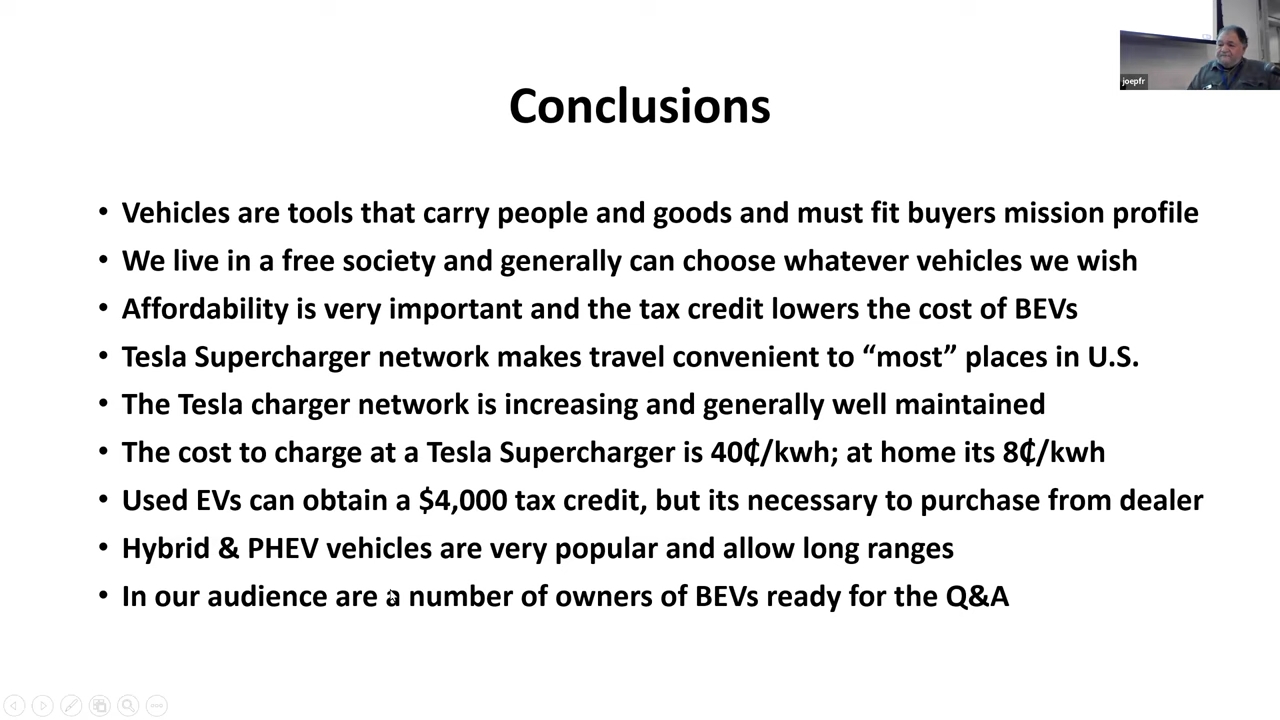 joepfr
Conclusions
• Vehicles are tools that carry people and goods and must fit buyers mission profile
• We live in a free society and generally can choose whatever vehicles we wish
• Affordability is very important and the tax credit lowers the cost of BEVs
• Tesla Supercharger network makes travel convenient to “most” places in U.S.
• The Tesla charger network is increasing and generally well maintained
• The cost to charge at a Tesla Supercharger is 40₵/kwh; at home its 8₵/kwh
• Used EVs can obtain a $4,000 tax credit, but its necessary to purchase from dealer
• Hybrid & PHEV vehicles are very popular and allow long ranges
• In our audience are a number of owners of BEVs ready for the Q&A